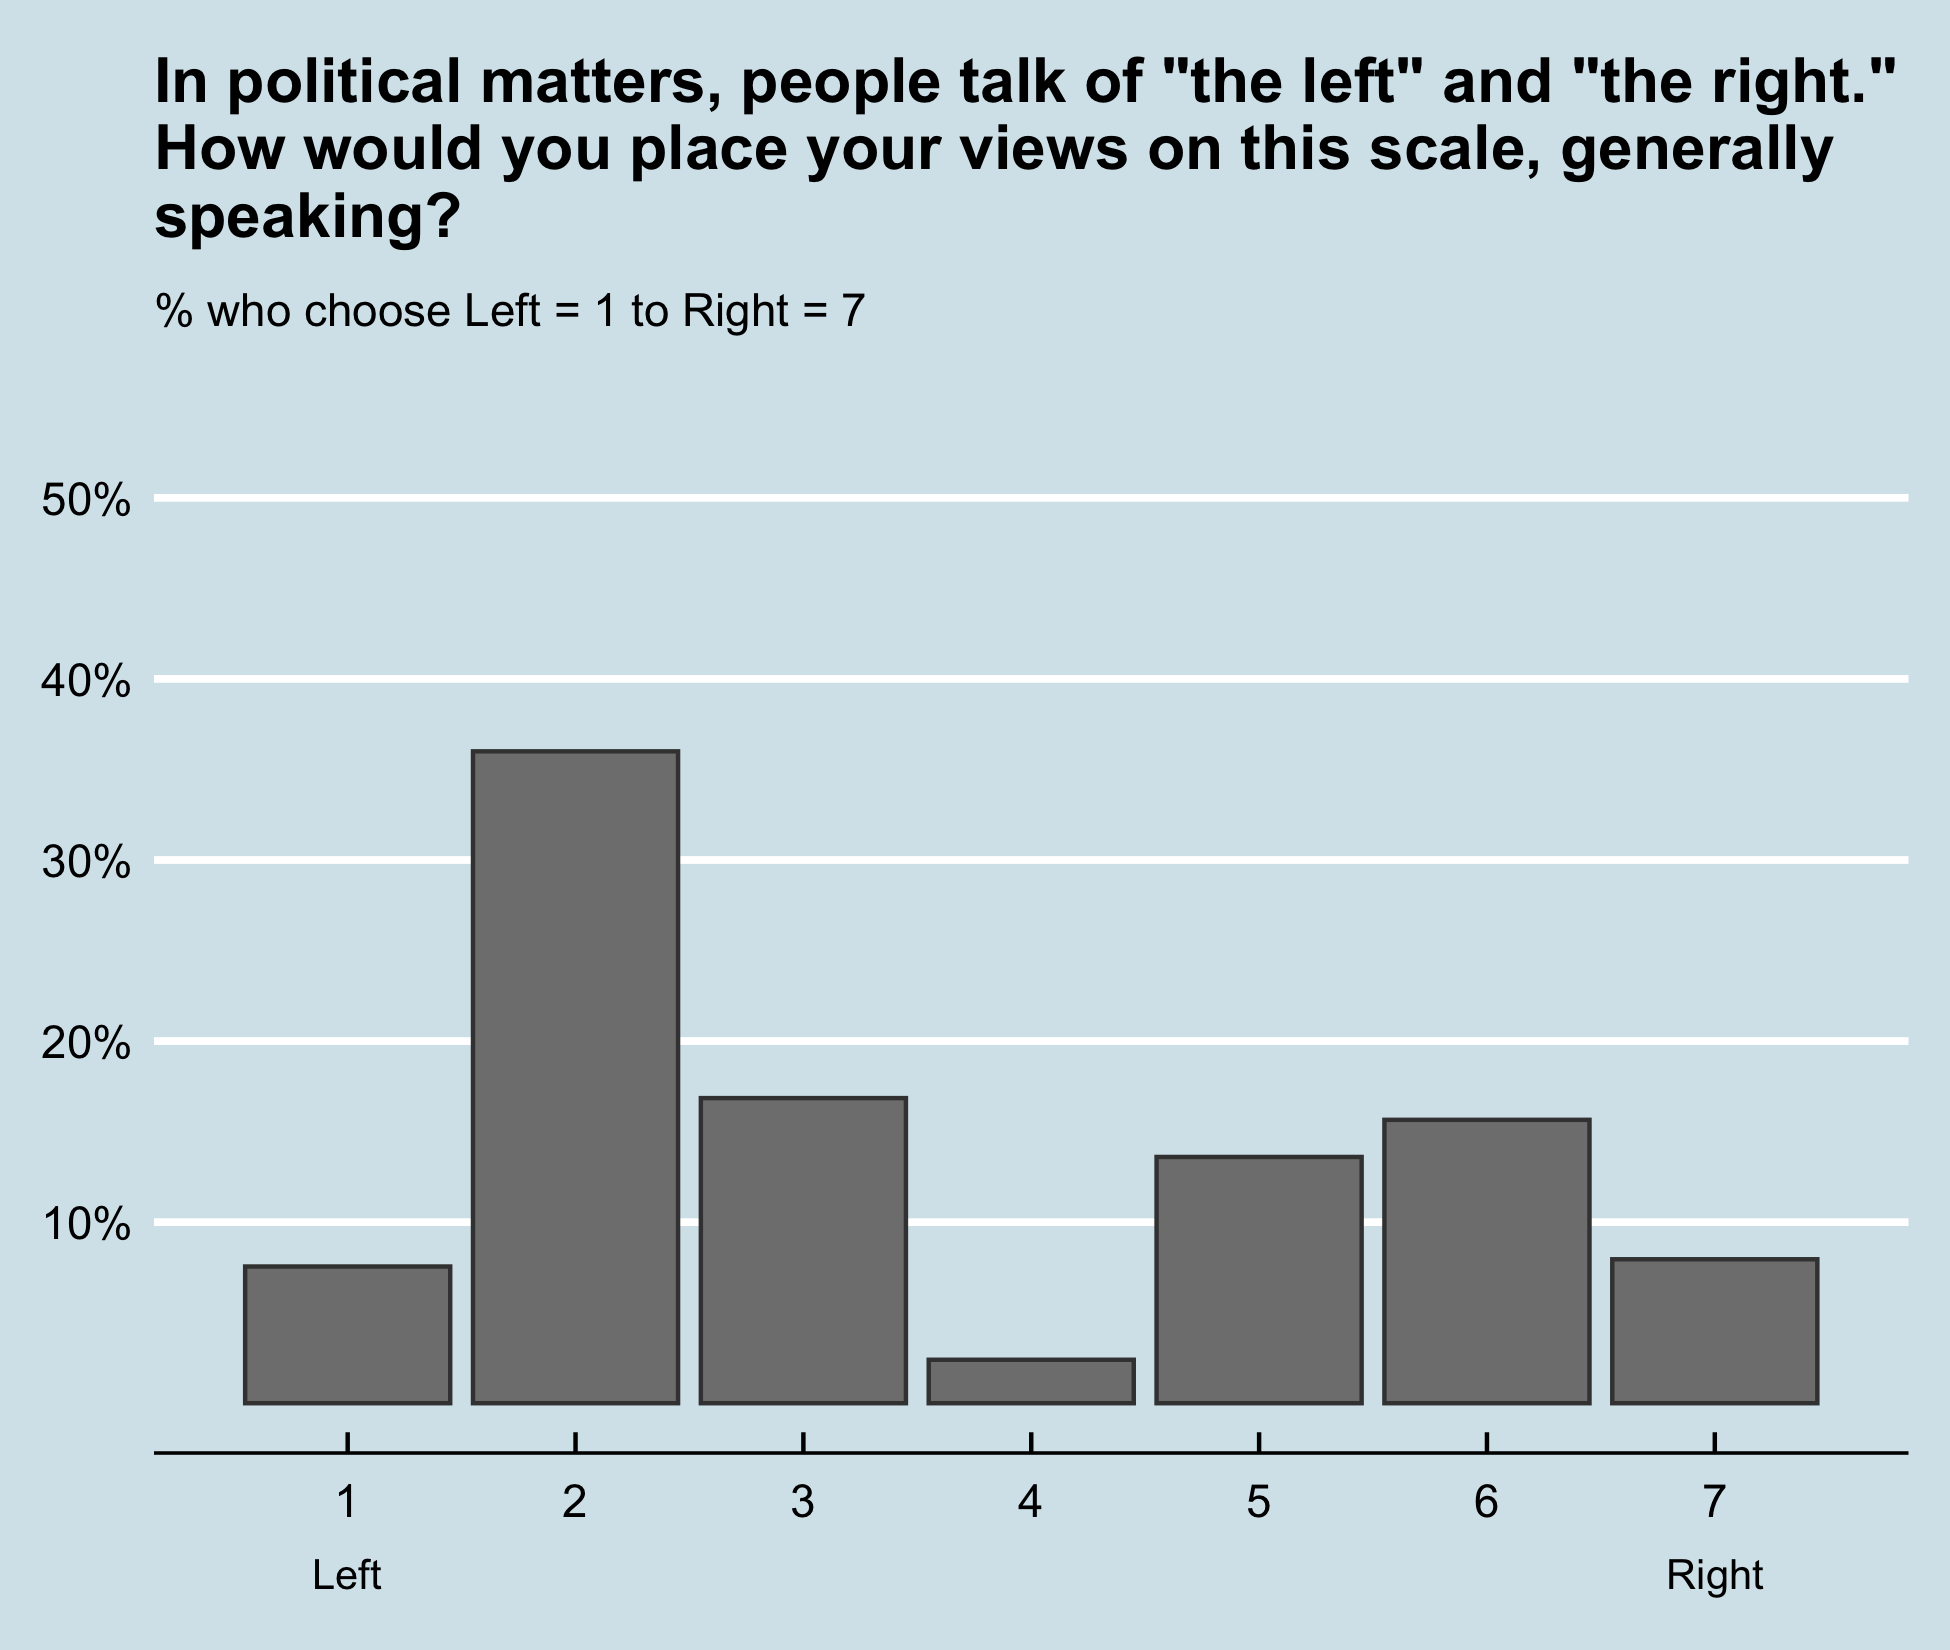 In political matters, people talk of "the left" and "the right."
How would you place your views on this scale, generally
speaking?
% who choose Left = 1 to Right = 7
50%
40%
30%
20%
10%
1 2 3 4 5 6 7
Left Right